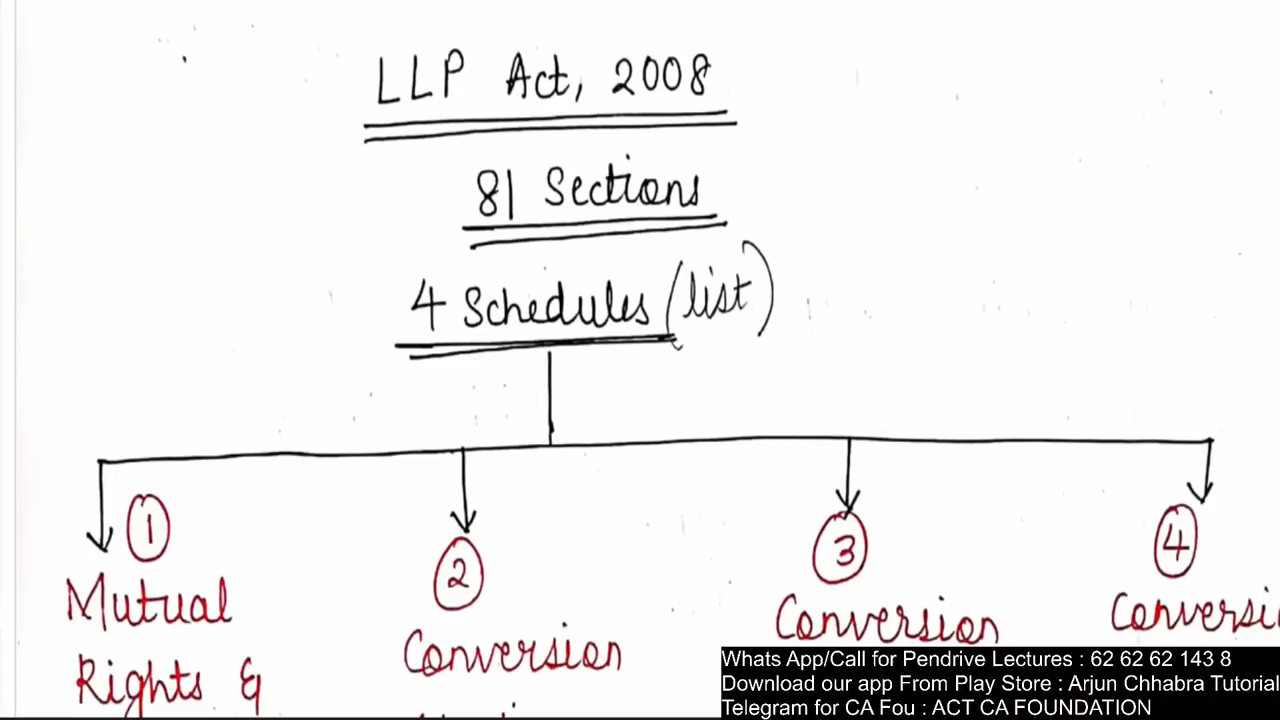 LLP Act, 2008
81 Sections
4 Schedules (list)
1
2
3
4
Mutual
Rights &
Conversion
Conversion
Whats App/Call for Pendrive Lectures : 62 62 62 143 8
Download our app From Play Store : Arjun Chhabra Tutorial
Telegram for CA Fou : ACT CA FOUNDATION